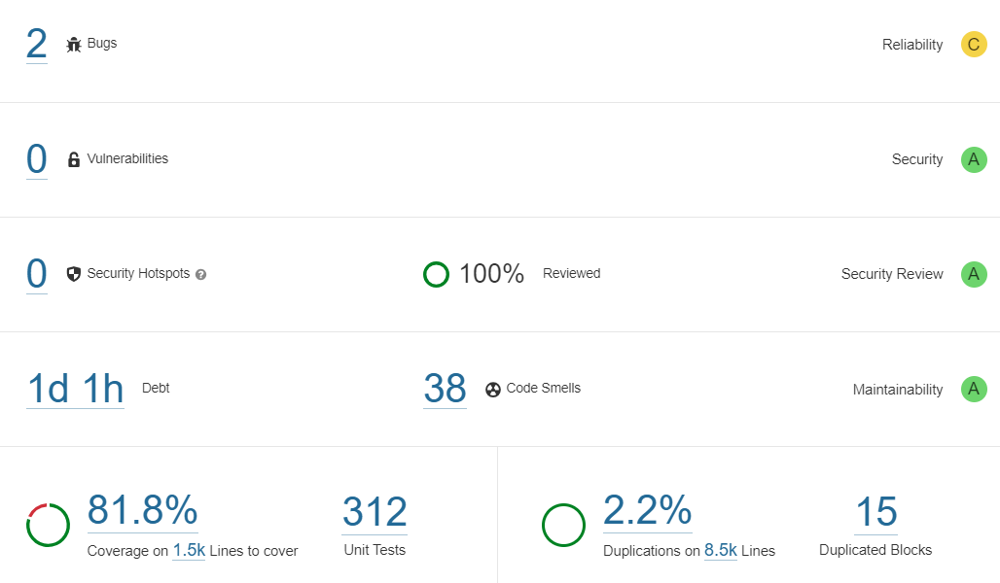 2 Bugs Reliability C
0 Vulnerabilities Security A
0 Security Hotspots ? 100% Reviewed Security Review A
1d 1h Debt 38 Code Smells Maintainability A
81.8% 312 2.2% 15
Coverage on 1.5k Lines to cover Unit Tests Duplications on 8.5k Lines Duplicated Blocks